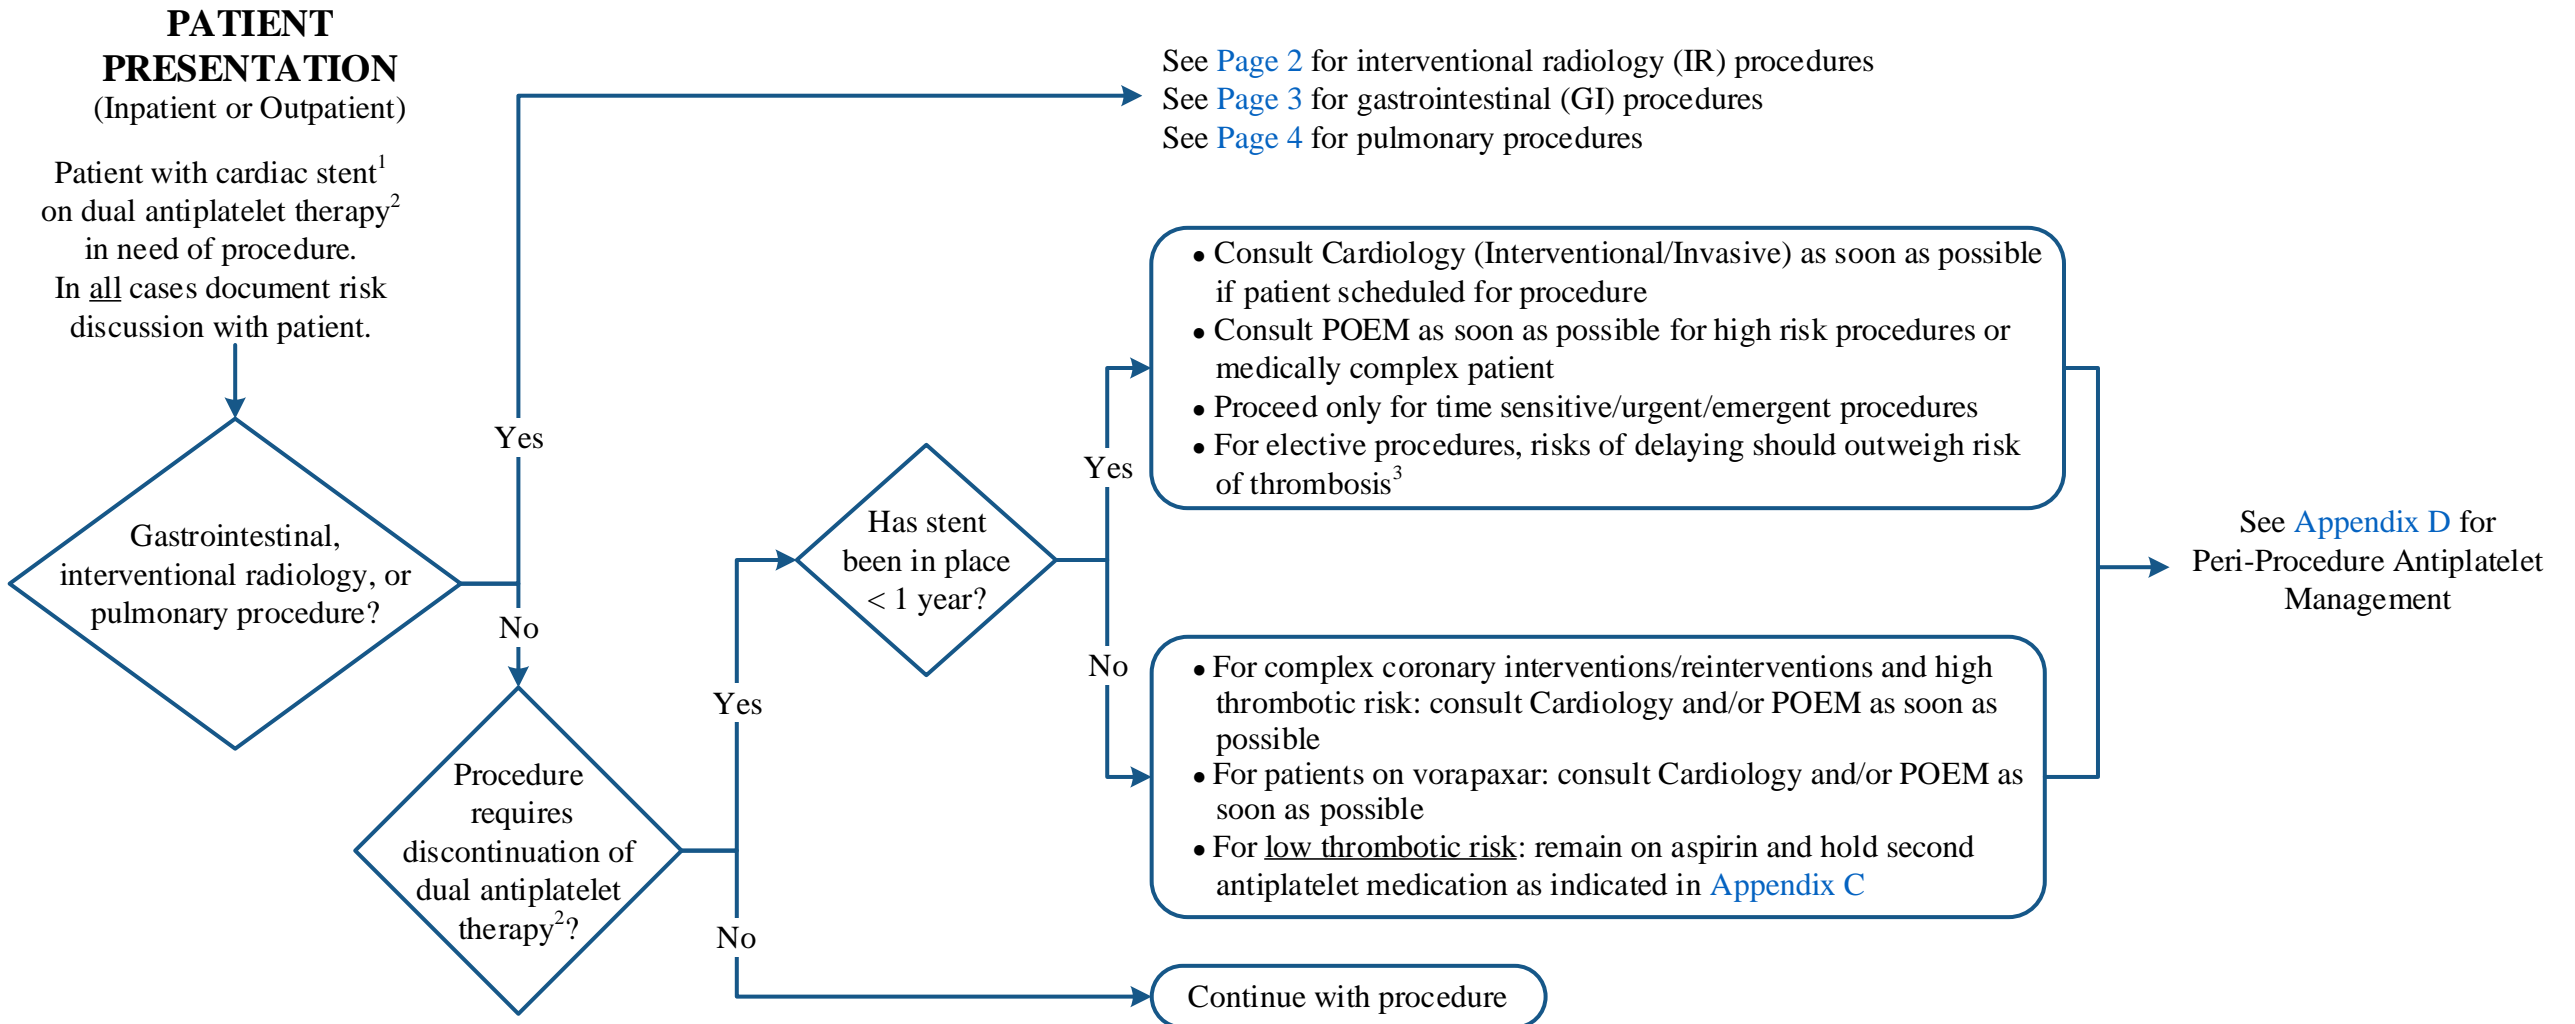 PATIENT
PRESENTATION
(Inpatient or Outpatient)
Patient with cardiac stent1
on dual antiplatelet therapy2
in need of procedure.
In all cases document risk
discussion with patient.
Gastrointestinal,
interventional radiology, or
pulmonary procedure?
Yes
See Page 2 for interventional radiology (IR) procedures
See Page 3 for gastrointestinal (GI) procedures
See Page 4 for pulmonary procedures
No
Procedure
requires
discontinuation of
dual antiplatelet
therapy2?
Yes
Has stent
been in place
< 1 year?
Yes
• Consult Cardiology (Interventional/Invasive) as soon as possible
if patient scheduled for procedure
• Consult POEM as soon as possible for high risk procedures or
medically complex patient
• Proceed only for time sensitive/urgent/emergent procedures
• For elective procedures, risks of delaying should outweigh risk
of thrombosis3
No
• For complex coronary interventions/reinterventions and high
thrombotic risk: consult Cardiology and/or POEM as soon as
possible
• For patients on vorapaxar: consult Cardiology and/or POEM as
soon as possible
• For low thrombotic risk: remain on aspirin and hold second
antiplatelet medication as indicated in Appendix C
See Appendix D for
Peri-Procedure Antiplatelet
Management
No
Continue with procedure